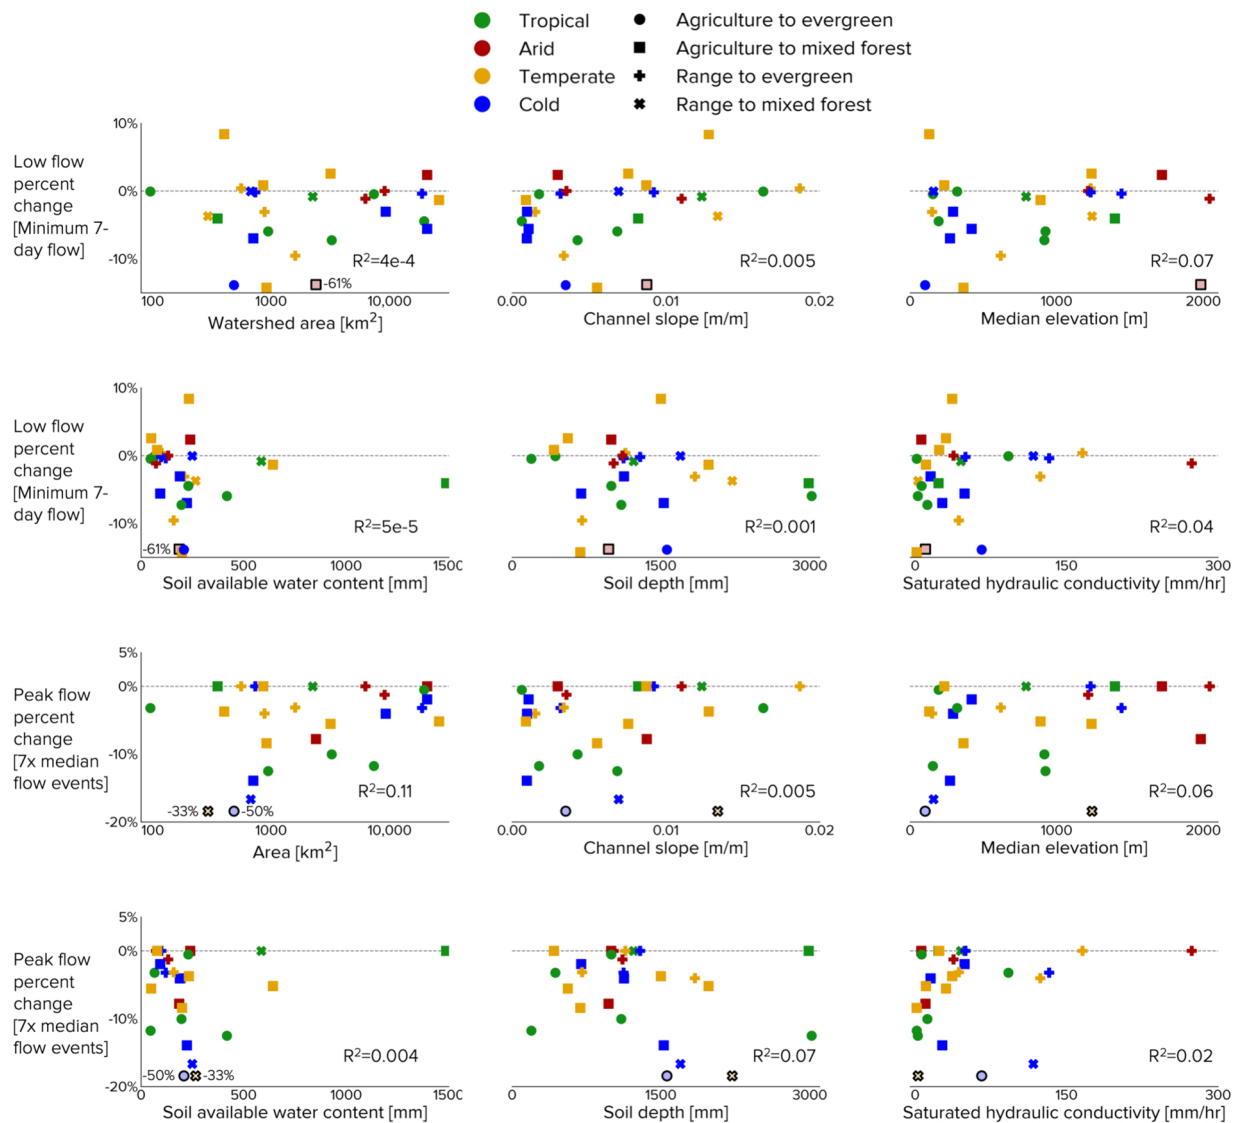 Tropical
Agriculture to evergreen
Arid
Agriculture to mixed forest
Temperate
Range to evergreen
Cold
Range to mixed forest
Low flow
percent
change
[Minimum 7-
day flow]
10%
0%
-10%
R²=4e-4
-61%
100
1000
10,000
Watershed area [km²]
R²=0.005
0.00
0.01
0.02
Channel slope [m/m]
R²=0.07
0
1000
2000
Median elevation [m]
Low flow
percent
change
[Minimum 7-
day flow]
10%
0%
-10%
R²=5e-5
-61%
0
500
1000
1500
Soil available water content [mm]
R²=0.001
0
1500
3000
Soil depth [mm]
R²=0.04
0
150
300
Saturated hydraulic conductivity [mm/hr]
Peak flow
percent
change
[7x median
flow events]
5%
0%
-10%
-20%
R²=0.11
-33%
-50%
100
1000
10,000
Area [km²]
R²=0.005
0.00
0.01
0.02
Channel slope [m/m]
R²=0.06
0
1000
2000
Median elevation [m]
Peak flow
percent
change
[7x median
flow events]
5%
0%
-10%
-20%
R²=0.004
-50%
-33%
0
500
1000
1500
Soil available water content [mm]
R²=0.07
0
1500
3000
Soil depth [mm]
R²=0.02
0
150
300
Saturated hydraulic conductivity [mm/hr]